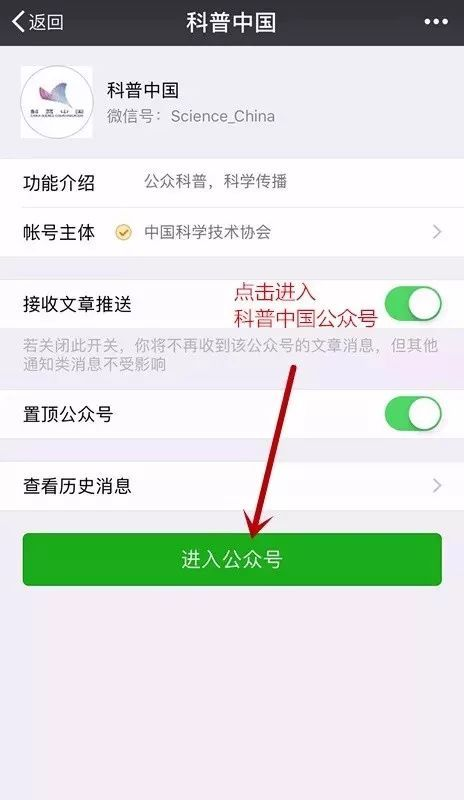 返回
科普中国
科普中国
微信号：Science_China
功能介绍
公众科普，科学传播
帐号主体
中国科学技术协会
点击进入
接收文章推送
科普中国公众号
若关闭此开关，你将不再收到该公众号的文章消息，但其他
通知类消息不受影响
置顶公众号
查看历史消息
进入公众号